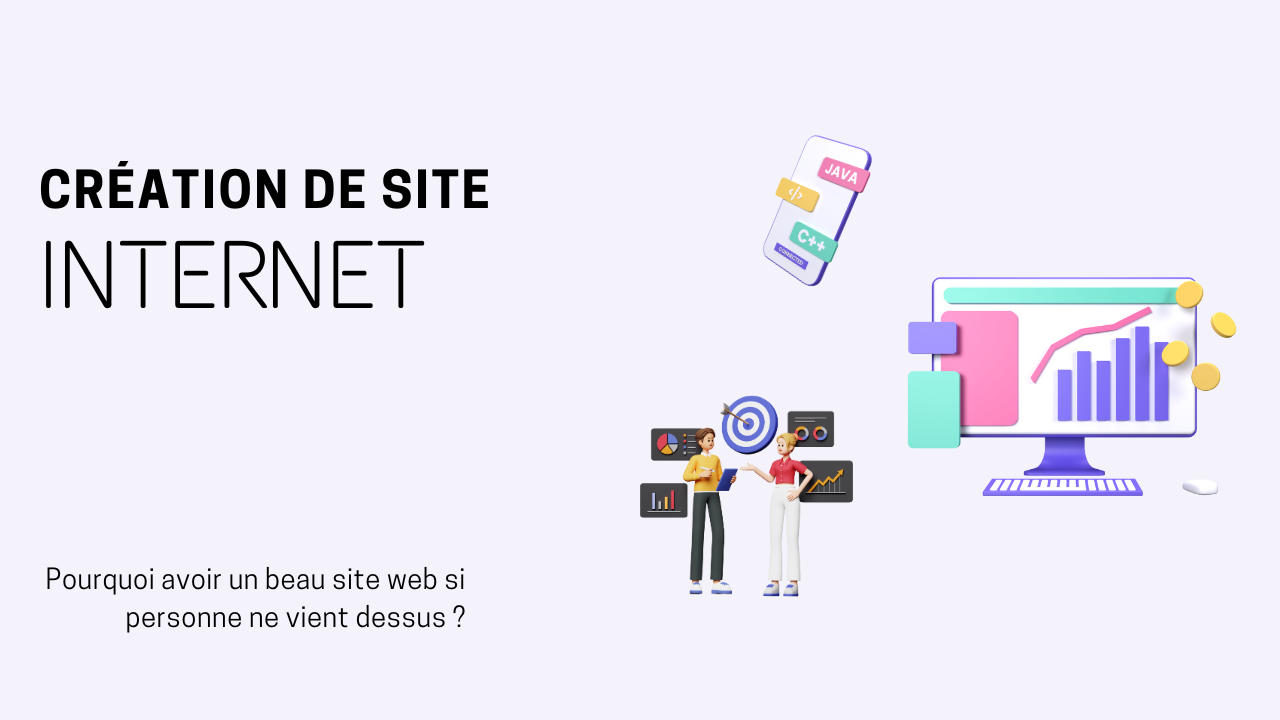 CRÉATION DE SITE
INTERNET
Pourquoi avoir un beau site web si
personne ne vient dessus ?
JAVA
</>
C++
CONNECTED